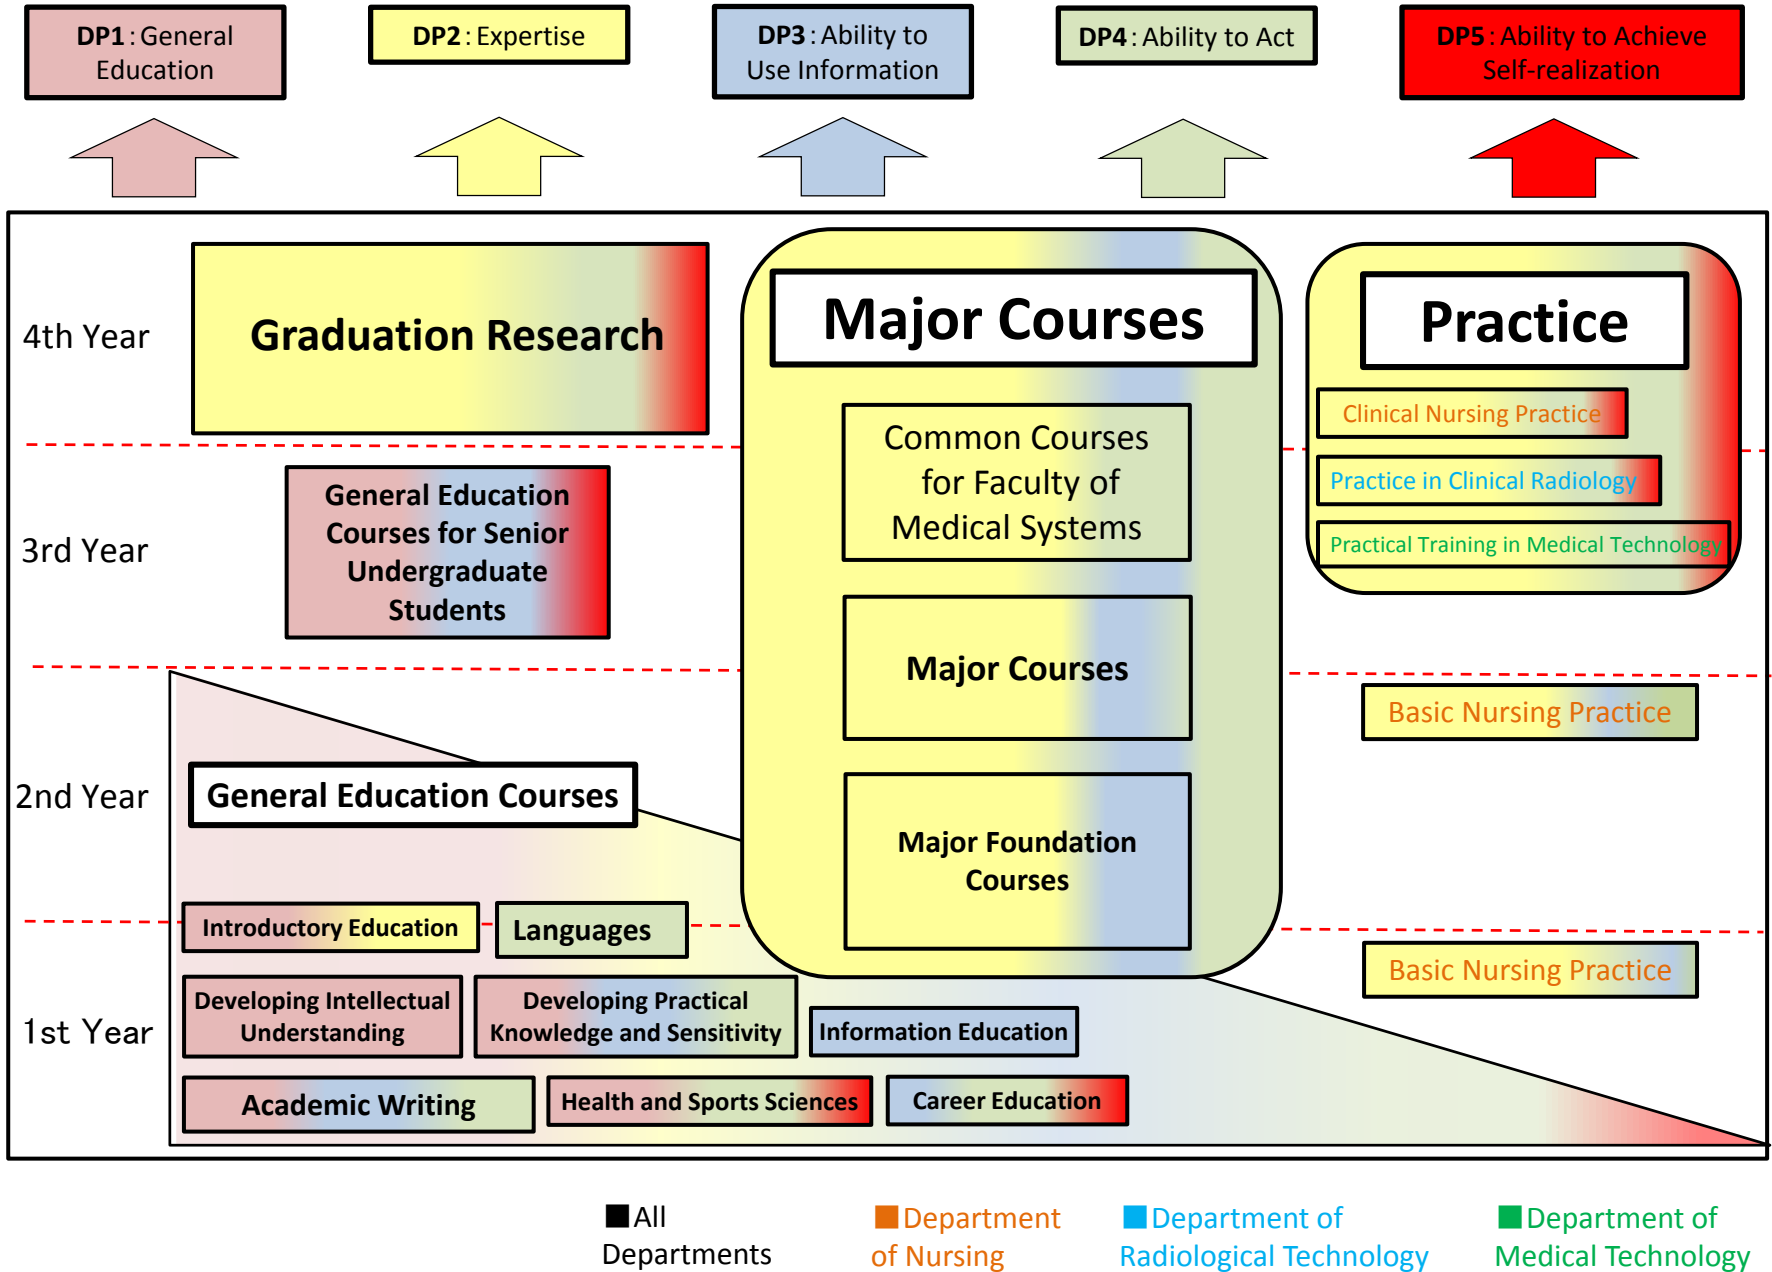 DP1：General
Education
DP2：Expertise
DP3：Ability to
Use Information
DP4：Ability to Act
DP5：Ability to Achieve
Self-realization
4th Year
Graduation Research
Major Courses
Practice
Clinical Nursing Practice
Common Courses
for Faculty of
Medical Systems
Practice in Clinical Radiology
Practical Training in Medical Technology
3rd Year
General Education
Courses for Senior
Undergraduate
Students
Major Courses
Basic Nursing Practice
2nd Year
General Education Courses
Major Foundation
Courses
Introductory Education
Languages
Basic Nursing Practice
1st Year
Developing Intellectual
Understanding
Developing Practical
Knowledge and Sensitivity
Information Education
Academic Writing
Health and Sports Sciences
Career Education
■All
Departments
■Department
of Nursing
■Department of
Radiological Technology
■Department of
Medical Technology